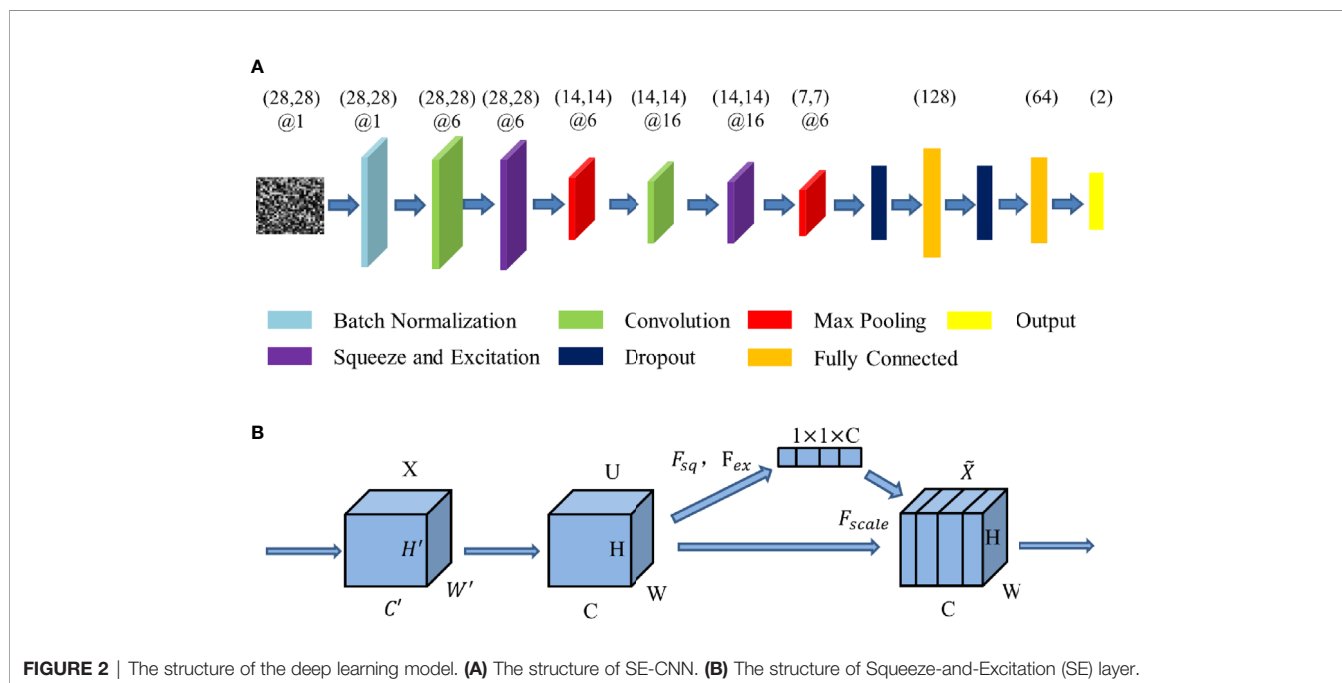 A
(28,28) (28,28) (28,28) (28,28) (14,14) (14,14) (14,14) (7,7) (128) (64) (2)
@1 @1 @6 @6 @6 @16 @16 @6
Batch Normalization Convolution Max Pooling Output
Squeeze and Excitation Dropout Fully Connected
B
1×1×C
X U F_sq, F_ex X̃
F_scale
H' H H
W' W W
C' C C
FIGURE 2 | The structure of the deep learning model. (A) The structure of SE-CNN. (B) The structure of Squeeze-and-Excitation (SE) layer.